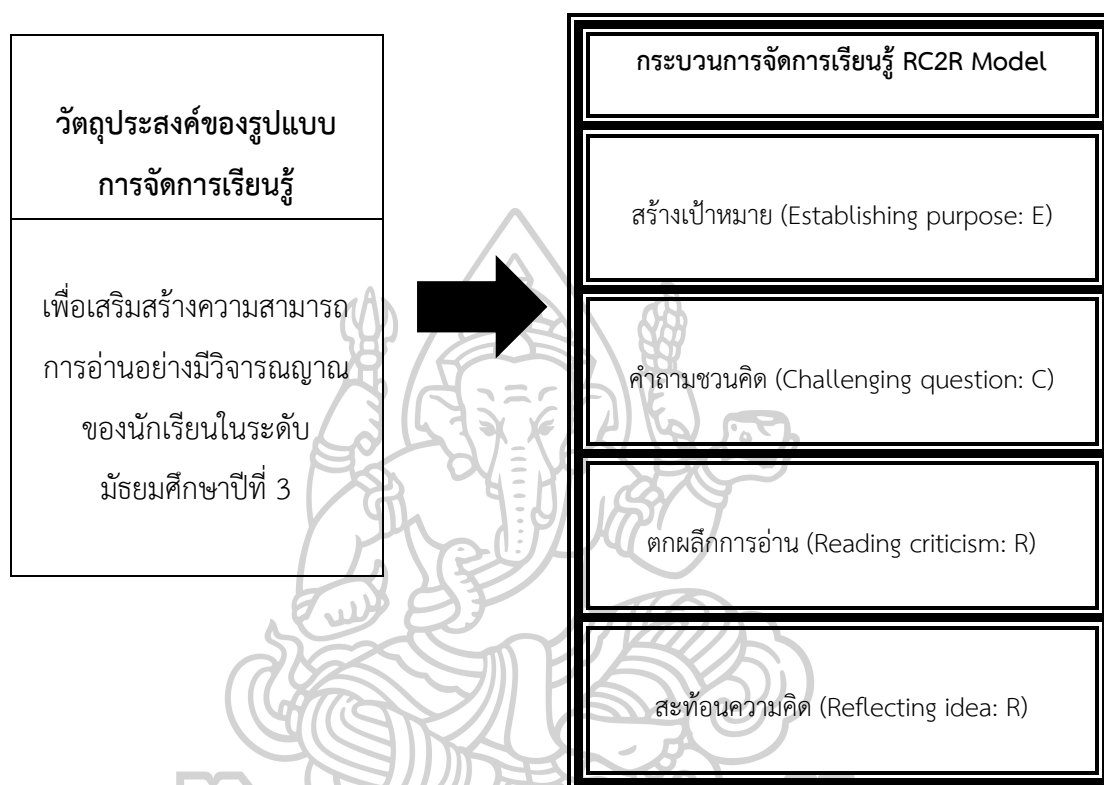 วัตถุประสงค์ของรูปแบบ
การจัดการเรียนรู้
เพื่อเสริมสร้างความสามารถ
การอ่านอย่างมีวิจารณญาณ
ของนักเรียนในระดับ
มัธยมศึกษาปีที่ 3
กระบวนการจัดการเรียนรู้ RC2R Model
สร้างเป้าหมาย (Establishing purpose: E)
คำถามชวนคิด (Challenging question: C)
ตกผลึกการอ่าน (Reading criticism: R)
สะท้อนความคิด (Reflecting idea: R)